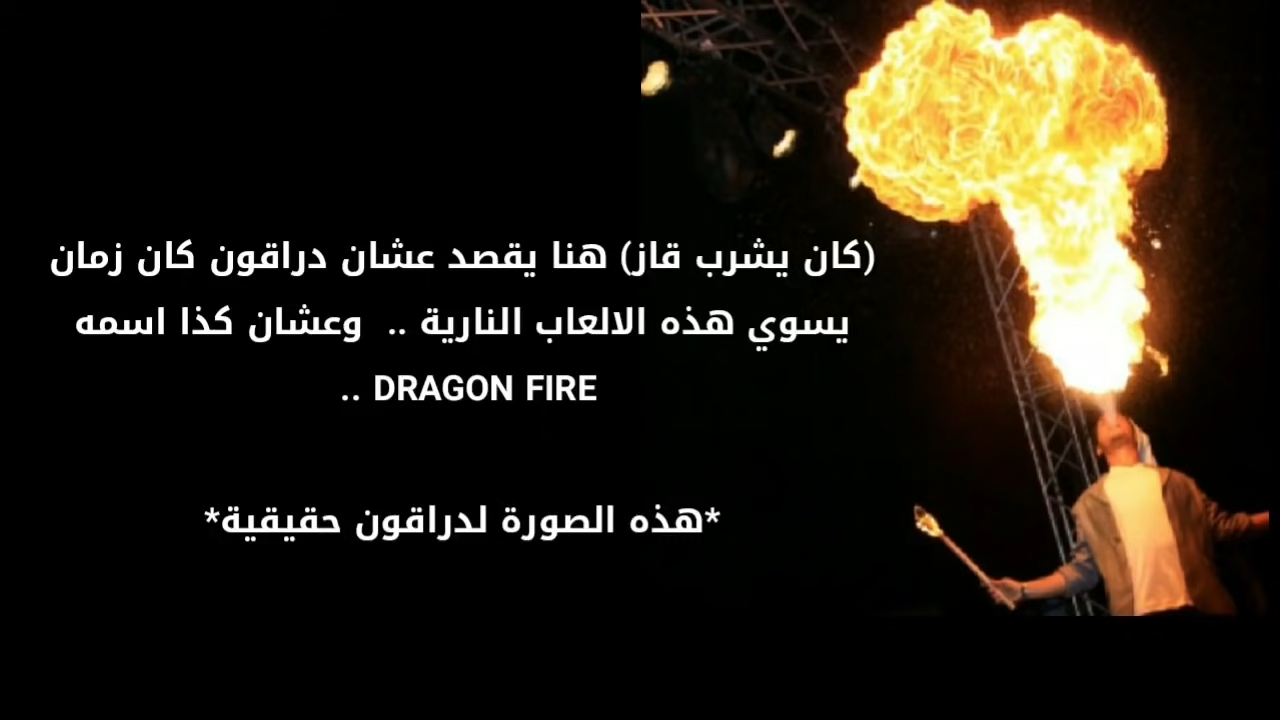 (كان يشرب قاز) هنا يقصد عشان دراقون كان زمان
يسوي هذه الالعاب النارية .. وعشان كذا اسمه
DRAGON FIRE ..
*هذه الصورة لدراقون حقيقية*